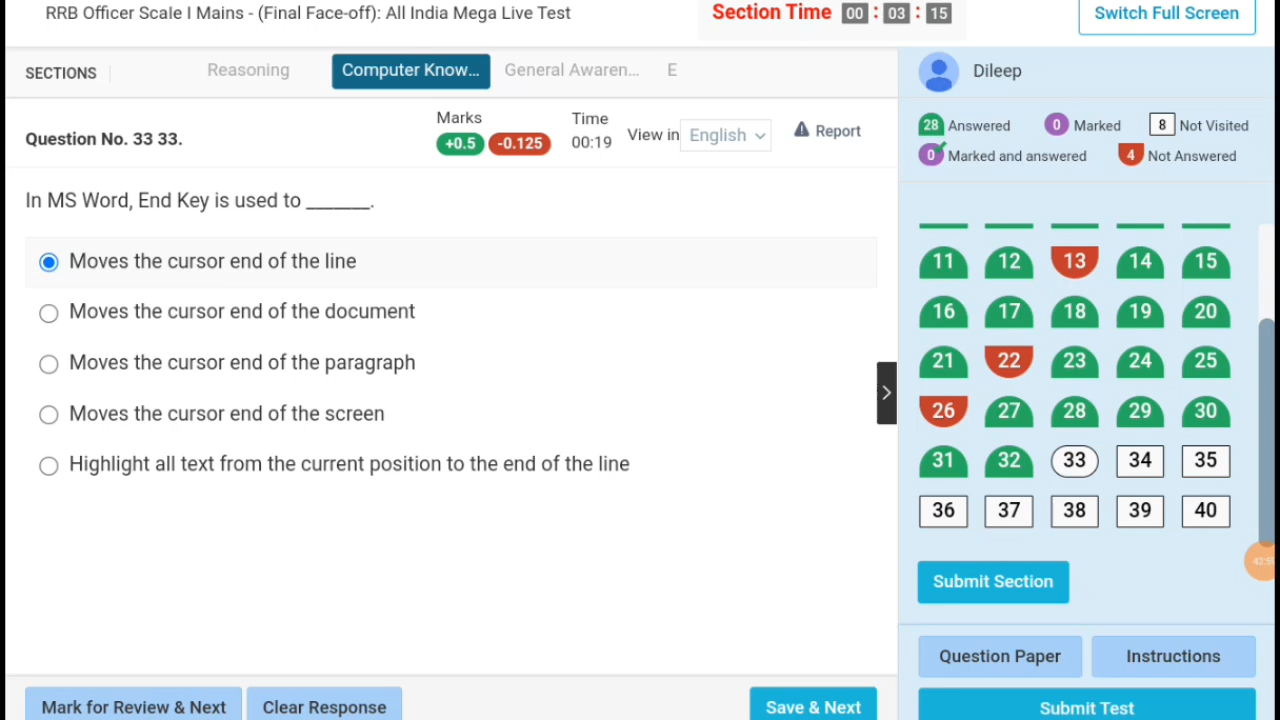 RRB Officer Scale I Mains - (Final Face-off): All India Mega Live Test
Section Time 00 : 03 : 15
Switch Full Screen
SECTIONS
Reasoning
Computer Know...
General Awaren...
E
Dileep
Question No. 33 33.
Marks
+0.5 -0.125
Time
00:19
View in English
Report
28 Answered
0 Marked
8 Not Visited
0 Marked and answered
4 Not Answered
In MS Word, End Key is used to _______.
Moves the cursor end of the line
Moves the cursor end of the document
Moves the cursor end of the paragraph
Moves the cursor end of the screen
Highlight all text from the current position to the end of the line
11 12 13 14 15
16 17 18 19 20
21 22 23 24 25
26 27 28 29 30
31 32 33 34 35
36 37 38 39 40
Submit Section
Question Paper
Instructions
Mark for Review & Next
Clear Response
Save & Next
Submit Test